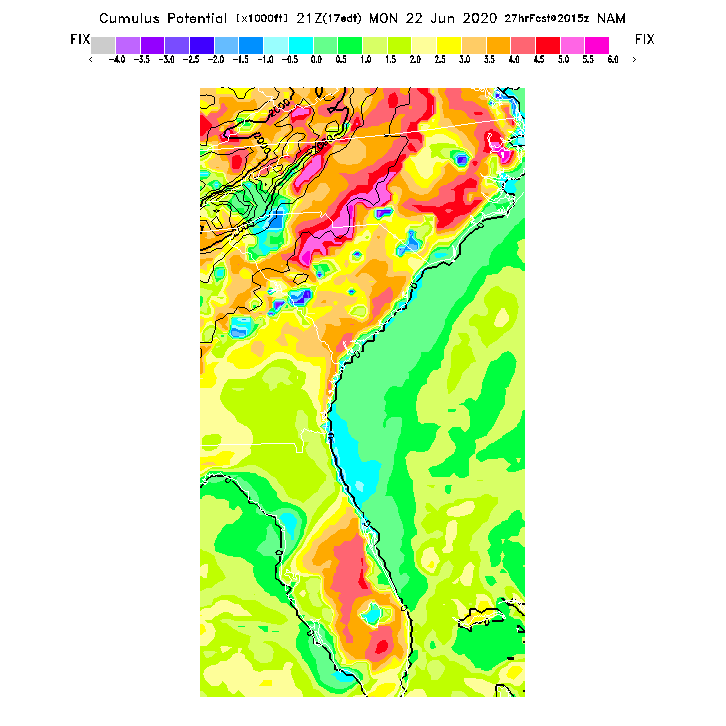 Cumulus Potential [x1000ft] 21Z(17edt) MON 22 Jun 2020 27hrFcst@2015z NAM
FIX FIX
< -4.0 -3.5 -3.0 -2.5 -2.0 -1.5 -1.0 -0.5 0.0 0.5 1.0 1.5 2.0 2.5 3.0 3.5 4.0 4.5 5.0 5.5 6.0 >
2000
2000